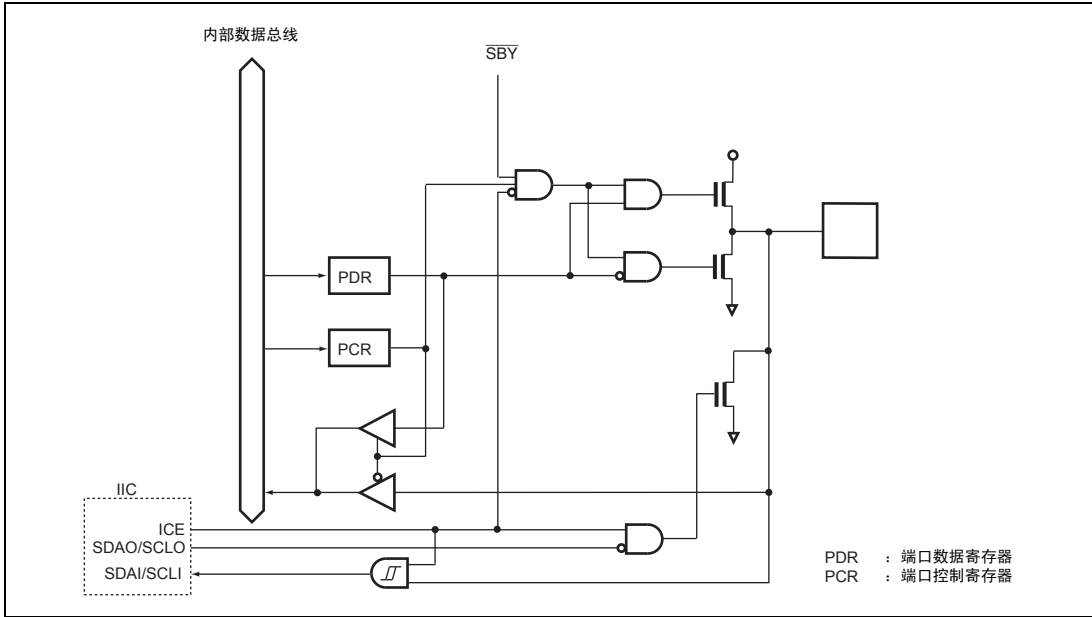 内部数据总线
SBY
PDR
PCR
IIC
ICE
SDAO/SCLO
SDAI/SCLI
PDR ：端口数据寄存器
PCR ：端口控制寄存器